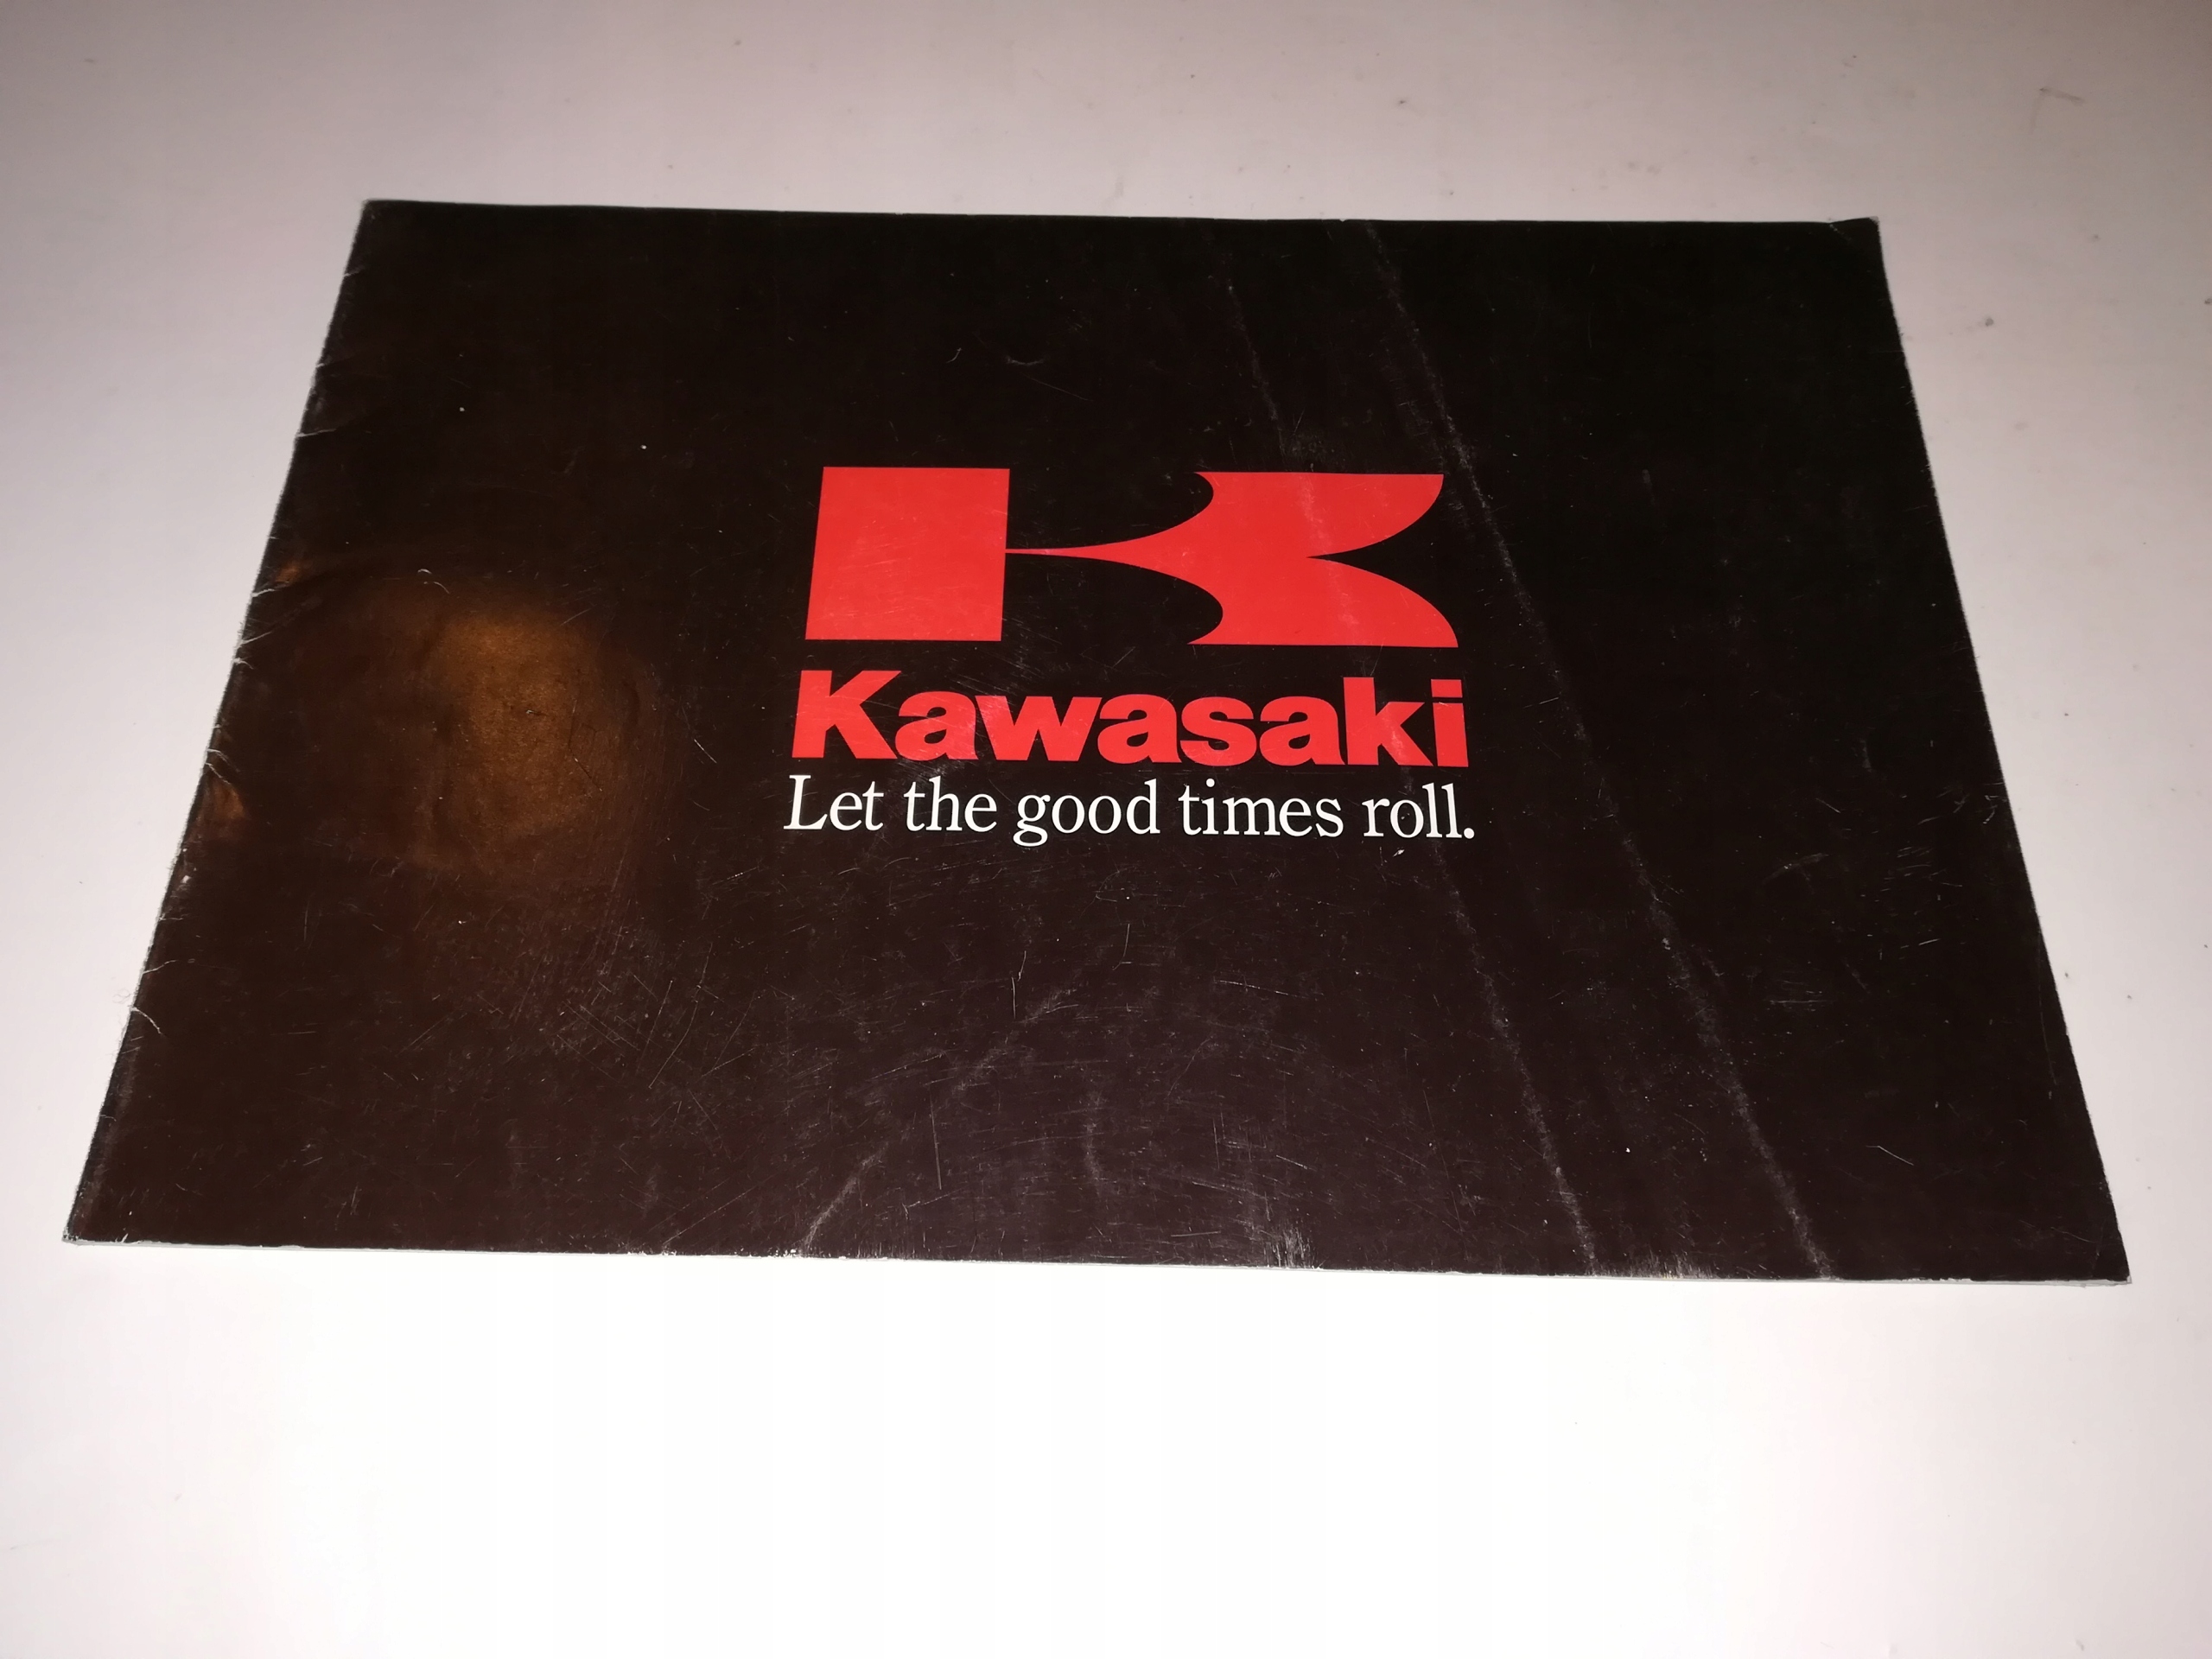 Kawasaki
Let the good times roll.